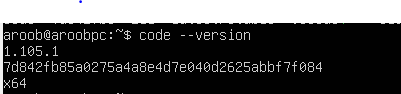 aroob@aroobpc:~$ code --version
1.105.1
7d842fb85a0275a4a8e4d7e040d2625abbf7f084
x64